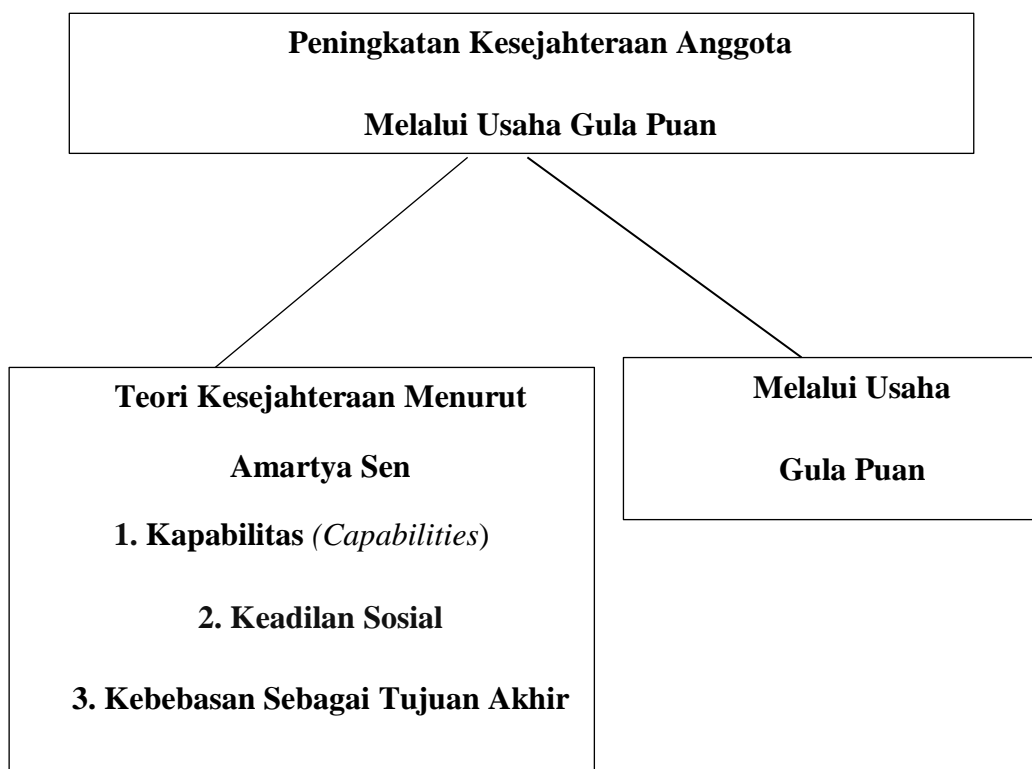 Peningkatan Kesejahteraan Anggota
Melalui Usaha Gula Puan
Teori Kesejahteraan Menurut
Amartya Sen
1. Kapabilitas (Capabilities)
2. Keadilan Sosial
3. Kebebasan Sebagai Tujuan Akhir
Melalui Usaha
Gula Puan